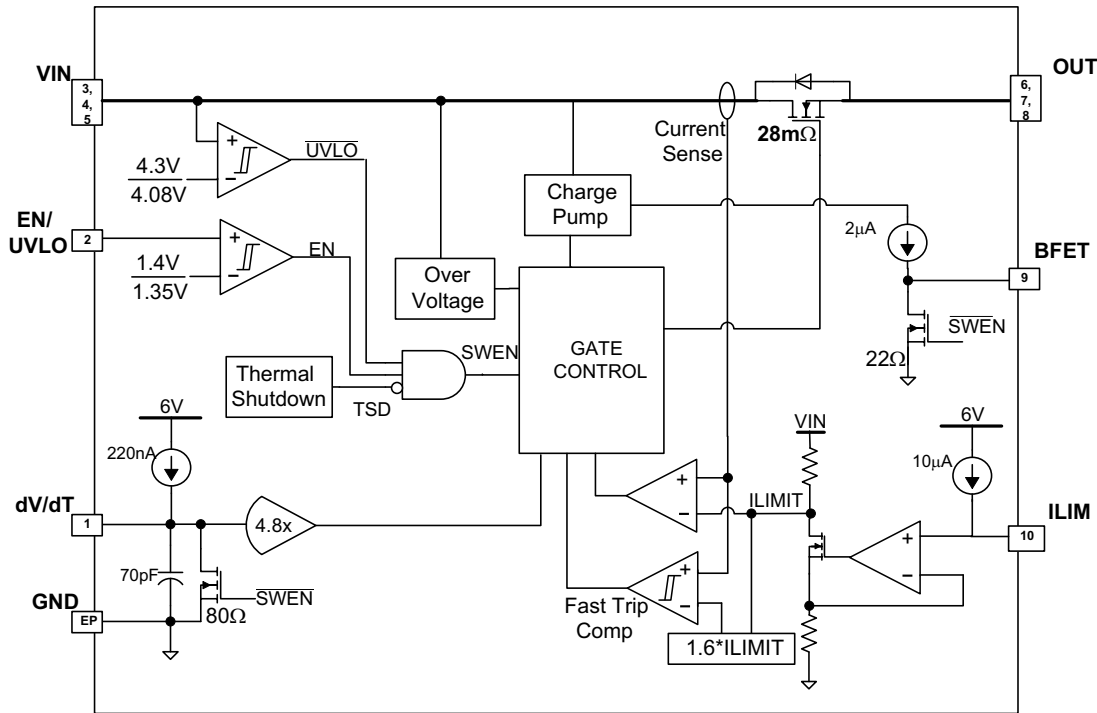 VIN
3,
4,
5
OUT
6,
7,
8
Current
Sense
28mΩ
UVLO
4.3V
4.08V
Charge
Pump
EN/
UVLO
2
EN
1.4V
1.35V
2μA
BFET
9
Over
Voltage
SWEN
22Ω
GATE
CONTROL
SWEN
Thermal
Shutdown
TSD
6V
220nA
dV/dT
1
4.8x
70pF
80Ω
SWEN
GND
EP
+
−
+
−
+
−
+
−
+
−
ILIMIT
VIN
6V
10μA
ILIM
10
Fast Trip
Comp
1.6*ILIMIT